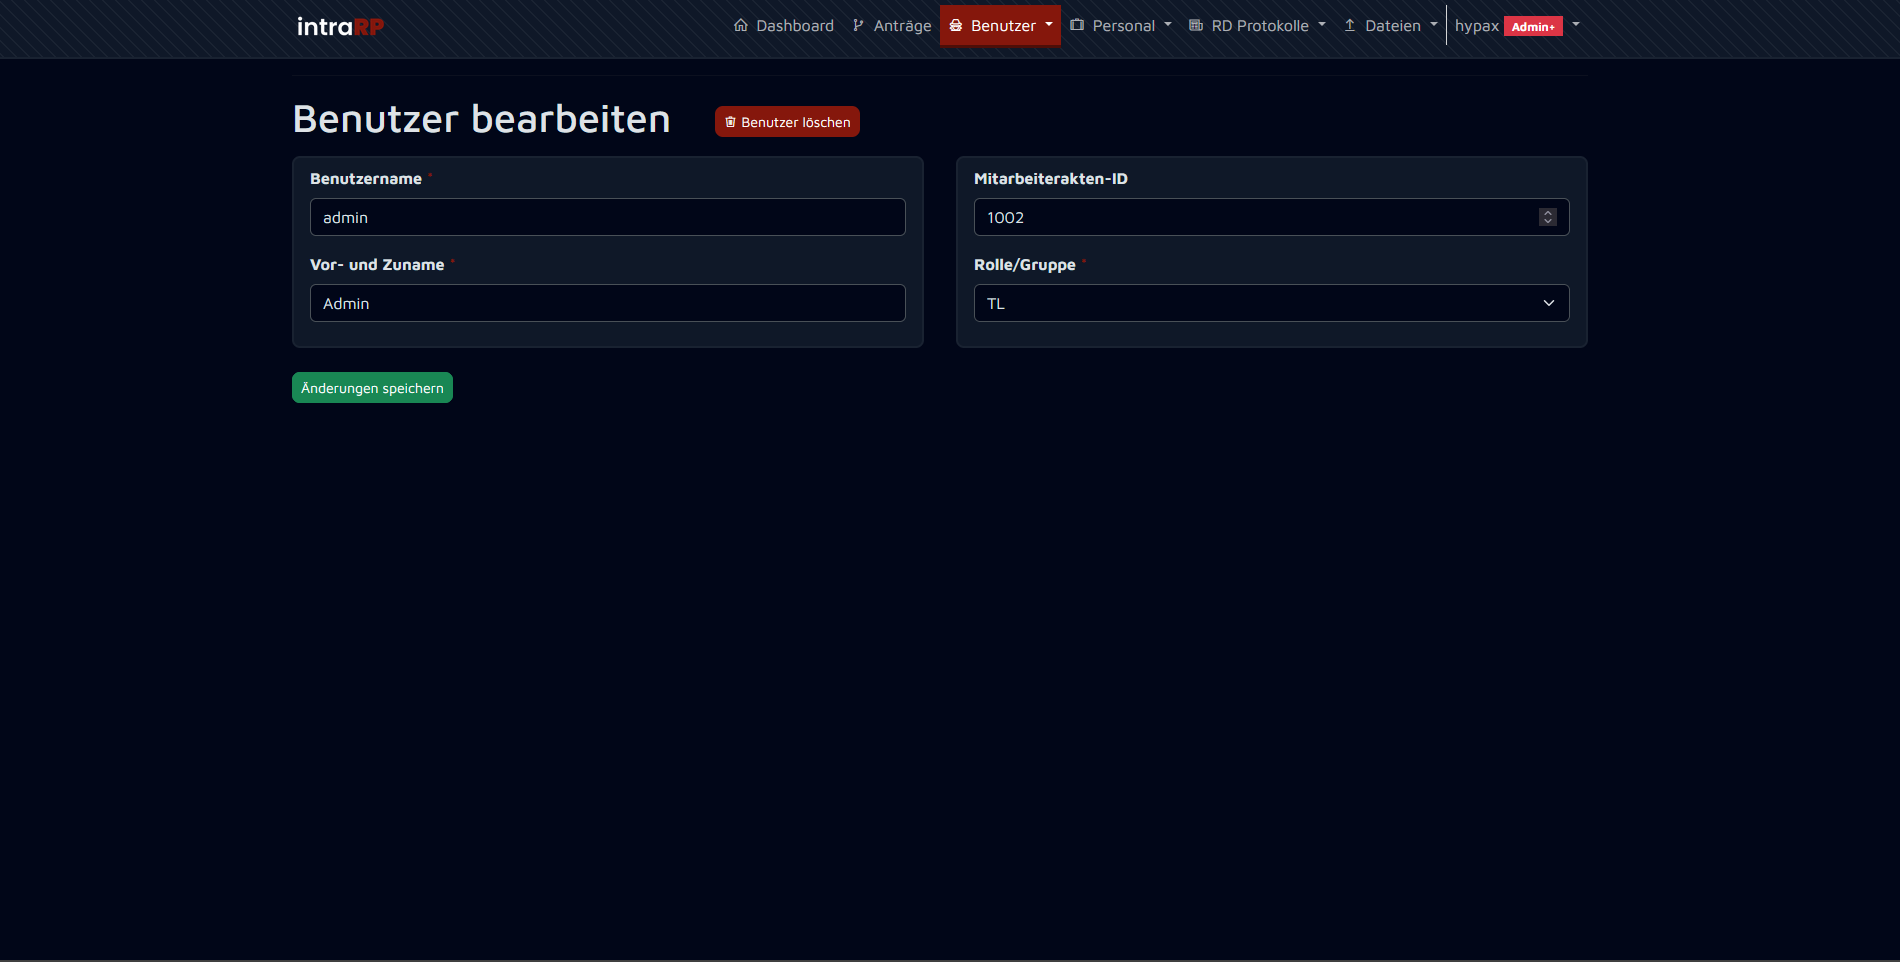 intraRP Dashboard Anträge Benutzer Personal RD Protokolle Dateien hypax Admin+
Benutzer bearbeiten Benutzer löschen
Benutzername *
admin
Vor- und Zuname *
Admin
Mitarbeiterakten-ID
1002
Rolle/Gruppe *
TL
Änderungen speichern